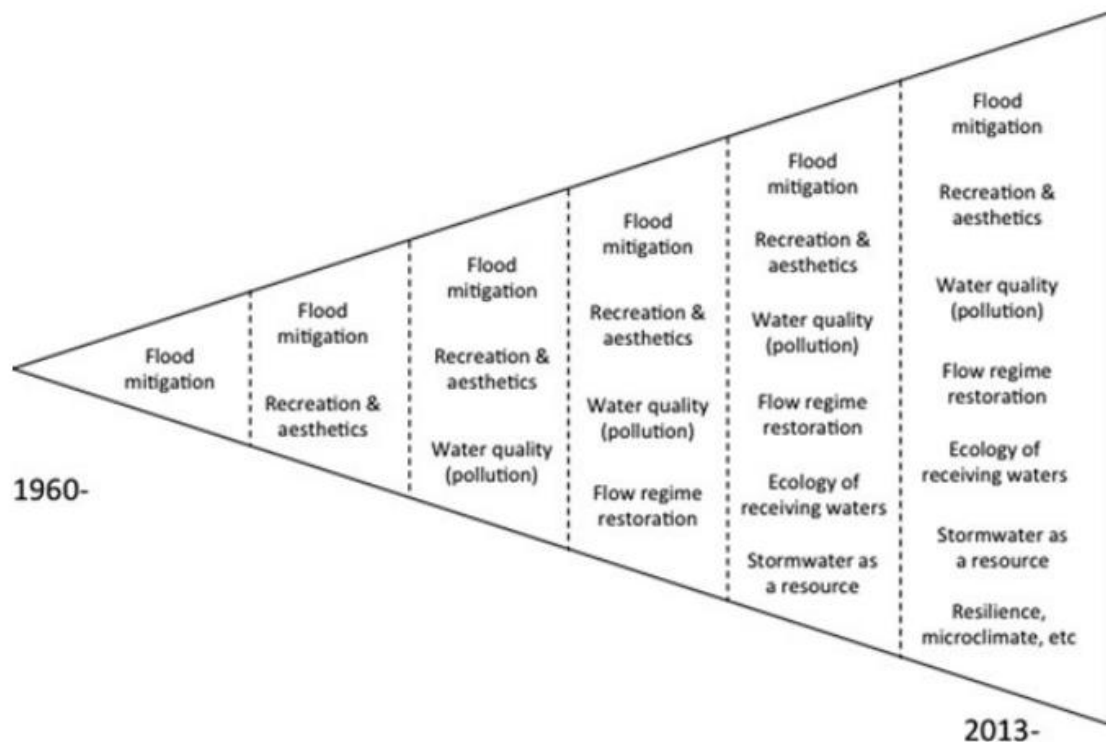 Flood
mitigation
Flood
mitigation
Recreation &
aesthetics
Flood
mitigation
Recreation &
aesthetics
Water quality
(pollution)
Flood
mitigation
Recreation &
aesthetics
Water quality
(pollution)
Flow regime
restoration
Flood
mitigation
Recreation &
aesthetics
Water quality
(pollution)
Flow regime
restoration
Ecology of
receiving waters
Stormwater as
a resource
Flood
mitigation
Recreation &
aesthetics
Water quality
(pollution)
Flow regime
restoration
Ecology of
receiving waters
Stormwater as
a resource
Resilience,
microclimate, etc
1960-
2013-